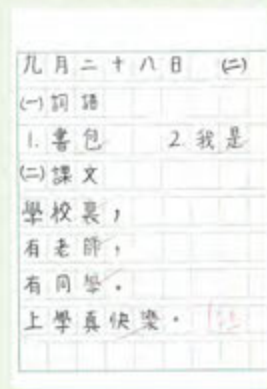 九月二十八日 (二)
(一)詞語
1. 書包 2. 我是
(二)課文
學校裏，
有老師，
有同學。
上學真快樂。